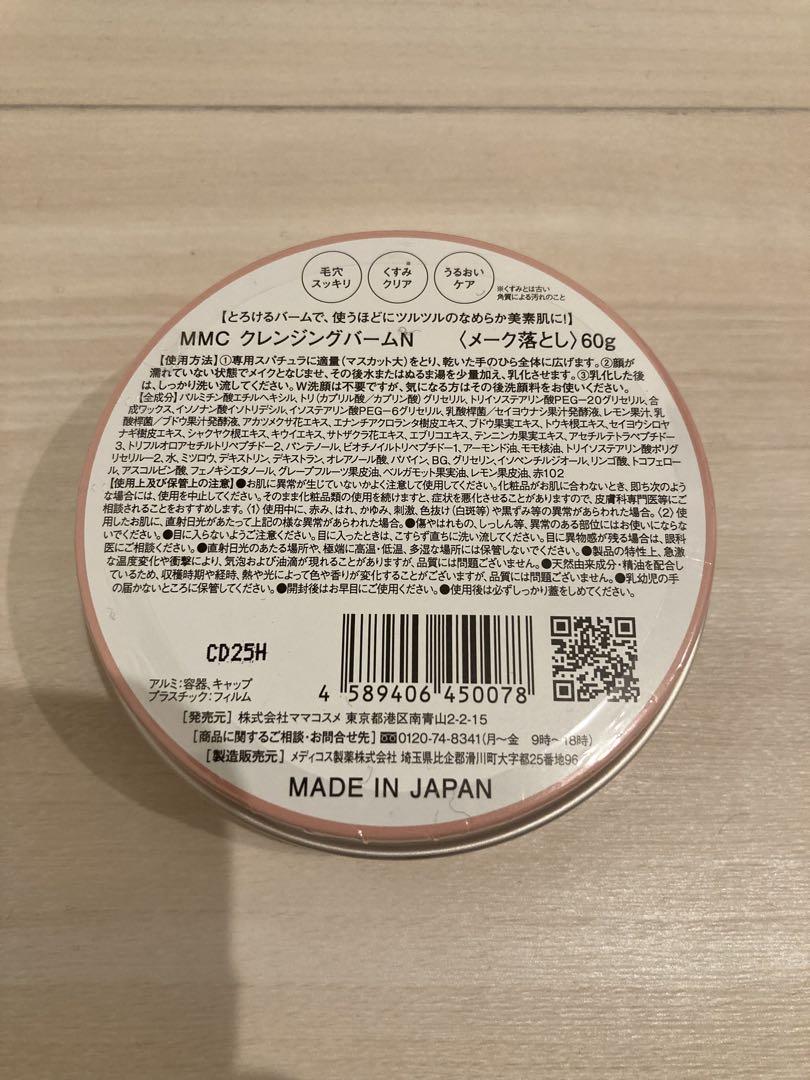 毛穴
スッキリ
くすみ※
クリア
うるおい
ケア
※くすみとは古い
角質による汚れのこと
【とろけるバームで、使うほどにツルツルのなめらか美素肌に!】
MMC クレンジングバームN 〈メーク落とし〉60g
【使用方法】①専用スパチュラに適量(マスカット大)をとり、乾いた手のひら全体に広げます。②顔が
濡れていない状態でメイクとなじませ、その後水またはぬるま湯を少量加え、乳化させます。③乳化した後
は、しっかり洗い流してください。W洗顔は不要ですが、気になる方はその後洗顔料をお使いください。
【全成分】パルミチン酸エチルヘキシル、トリ(カプリル酸/カプリン酸)グリセリル、トリイソステアリン酸PEG-20グリセリル、合
成ワックス、イソノナン酸イソトリデシル、イソステアリン酸PEG-6グリセリル、乳酸桿菌/セイヨウナシ果汁発酵液、レモン果汁、乳
酸桿菌/ブドウ果汁発酵液、アカツメクサ花エキス、エナンチアクロランタ樹皮エキス、ブドウ果実エキス、トウキ根エキス、セイヨウシロヤ
ナギ樹皮エキス、シャクヤク根エキス、キウイエキス、サトザクラ花エキス、エブリコエキス、テンニンカ果実エキス、アセチルテトラペプチド-
3、トリフルオロアセチルトリペプチド-2、パンテノール、ビオチノイルトリペプチド-1、アーモンド油、モモ核油、トリイソステアリン酸ポリグ
リセリル-2、水、ミツロウ、デキストリン、デキストラン、オレアノール酸、パパイン、BG、グリセリン、イソペンチルジオール、リンゴ酸、トコフェロー
ル、アスコルビン酸、フェノキシエタノール、グレープフルーツ果皮油、ベルガモット果実油、レモン果皮油、赤102
【使用上及び保管上の注意】●お肌に異常が生じていないかよく注意して使用してください。化粧品がお肌に合わないとき、即ち次のよう
な場合には、使用を中止してください。そのまま化粧品類の使用を続けますと、症状を悪化させることがありますので、皮膚科専門医等にご
相談されることをおすすめします。〈1〉使用中に、赤み、はれ、かゆみ、刺激、色抜け(白斑等)や黒ずみ等の異常があらわれた場合。〈2〉使
用したお肌に、直射日光があたって上記の様な異常があらわれた場合。●傷やはれもの、しっしん等、異常のある部位にはお使いにならな
いでください。●目に入らないようご注意ください。目に入ったときは、こすらず直ちに洗い流してください。目に異物感が残る場合は、眼科
医にご相談ください。●直射日光のあたる場所や、極端に高温・低温、多湿な場所には保管しないでください。●製品の特性上、急激
な温度変化や衝撃により、気泡および油滴が現れることがありますが、品質には問題ございません。●天然由来成分・精油を配合し
ているため、収穫時期や経時、熱や光によって色や香りが変化することがございますが、品質には問題ございません。●乳幼児の手
の届かないところに保管してください。●開封後はお早目にご使用ください。●使用後は必ずしっかり蓋をしめてください。
CD25H
アルミ:容器、キャップ
プラスチック:フィルム
4 589406 450078
[発売元] 株式会社ママコスメ 東京都港区南青山2-2-15
[商品に関するご相談・お問合せ先] 0120-74-8341(月〜金 9時〜18時)
[製造販売元] メディコス製薬株式会社 埼玉県比企郡滑川町大字都25番地96
MADE IN JAPAN